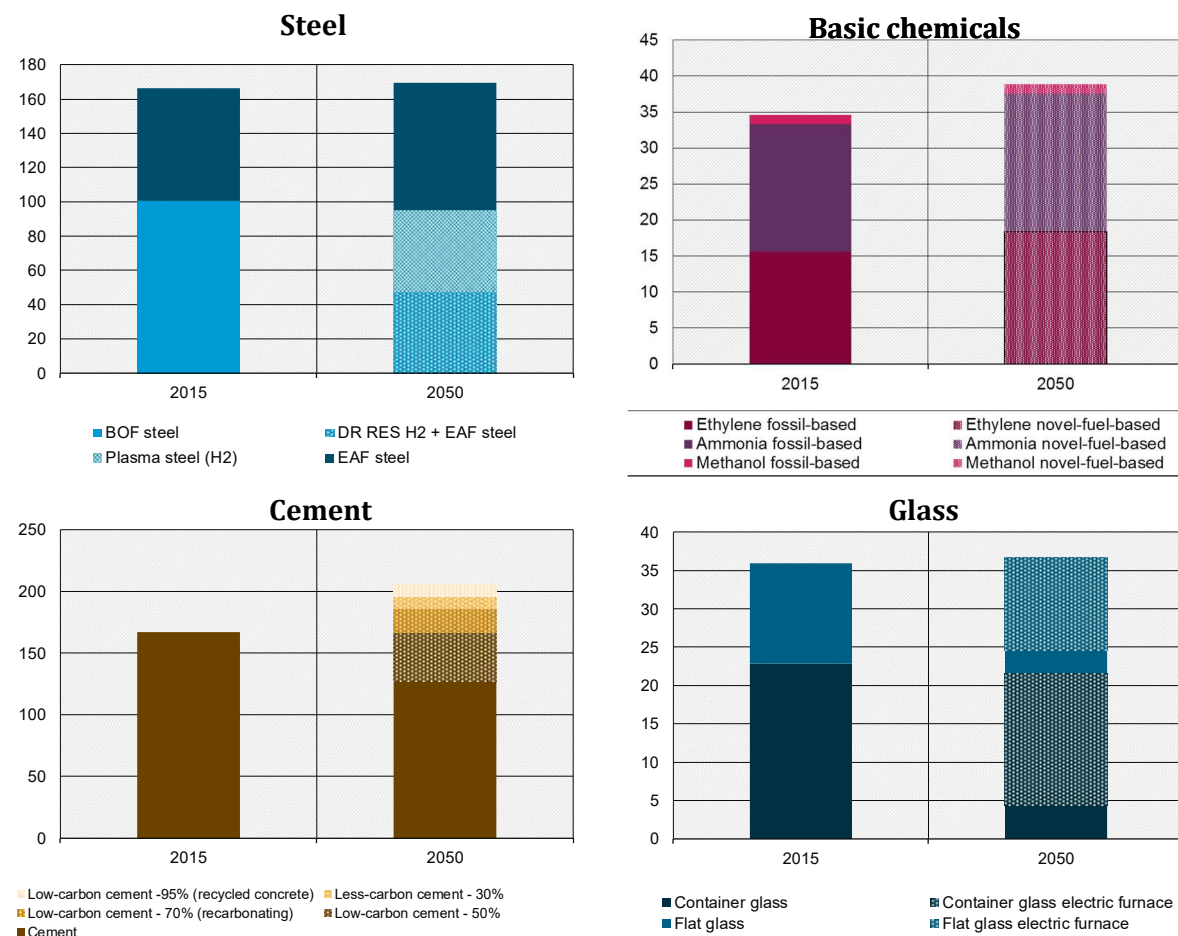 Steel
180
160
140
120
100
80
60
40
20
0
2015 2050
BOF steel DR RES H2 + EAF steel
Plasma steel (H2) EAF steel
Basic chemicals
45
40
35
30
25
20
15
10
5
0
2015 2050
Ethylene fossil-based Ethylene novel-fuel-based
Ammonia fossil-based Ammonia novel-fuel-based
Methanol fossil-based Methanol novel-fuel-based
Cement
250
200
150
100
50
0
2015 2050
Low-carbon cement -95% (recycled concrete) Less-carbon cement - 30%
Low-carbon cement - 70% (recarbonating) Low-carbon cement - 50%
Cement
Glass
40
35
30
25
20
15
10
5
0
2015 2050
Container glass Container glass electric furnace
Flat glass Flat glass electric furnace